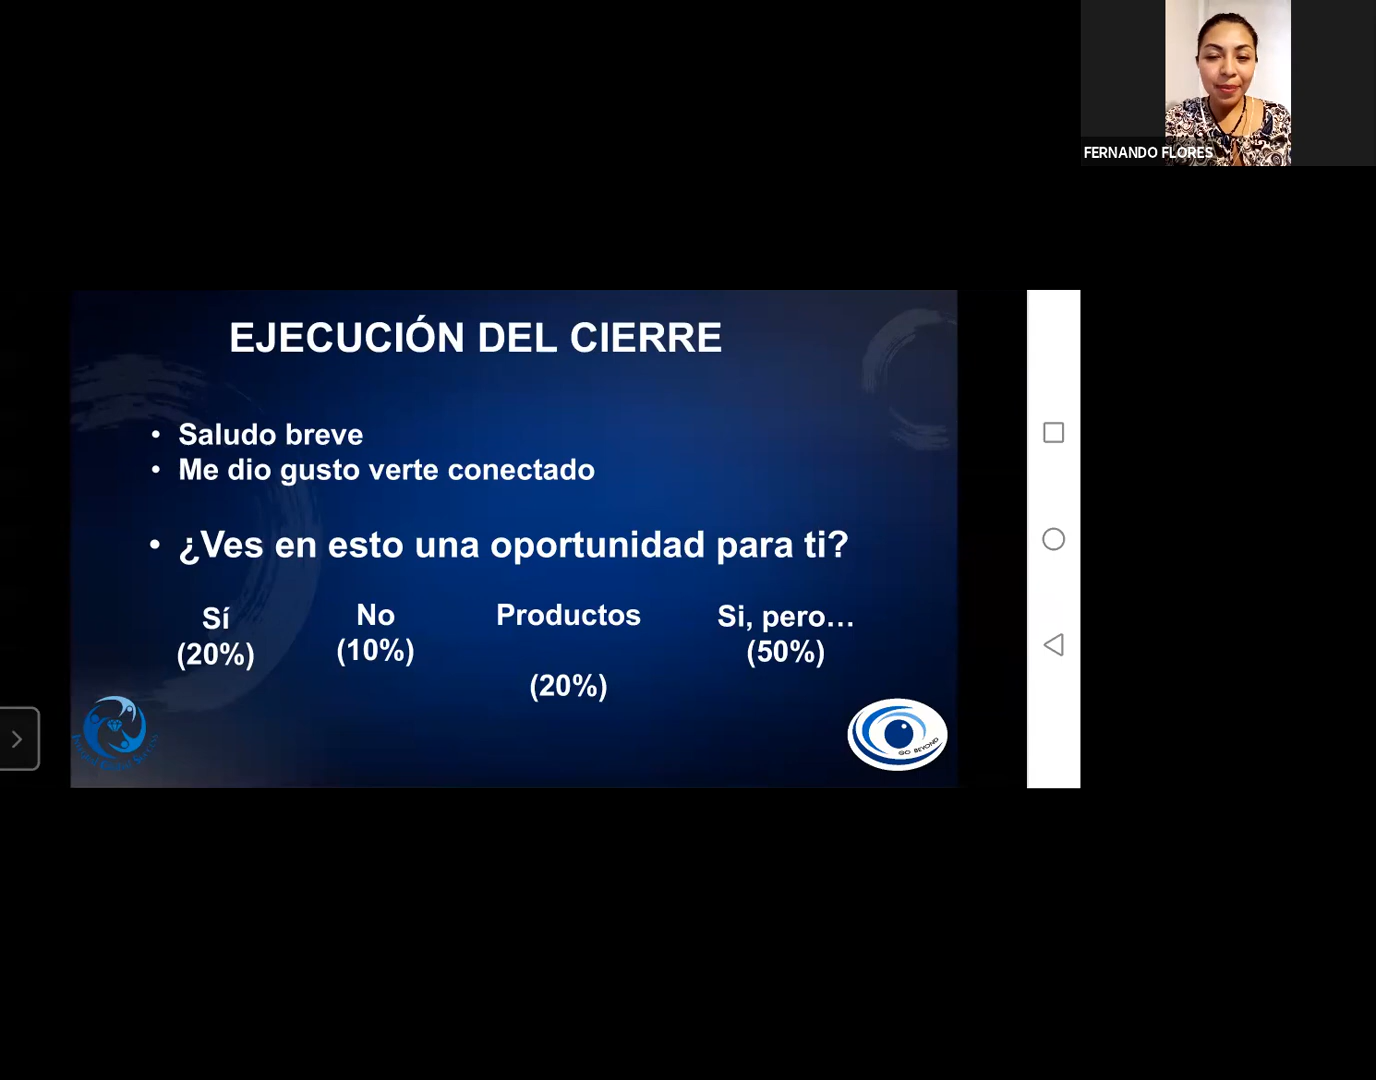 FERNANDO FLORES
EJECUCIÓN DEL CIERRE
• Saludo breve
• Me dio gusto verte conectado
• ¿Ves en esto una oportunidad para ti?
Sí
(20%)
No
(10%)
Productos
(20%)
Si, pero...
(50%)
GO BEYOND